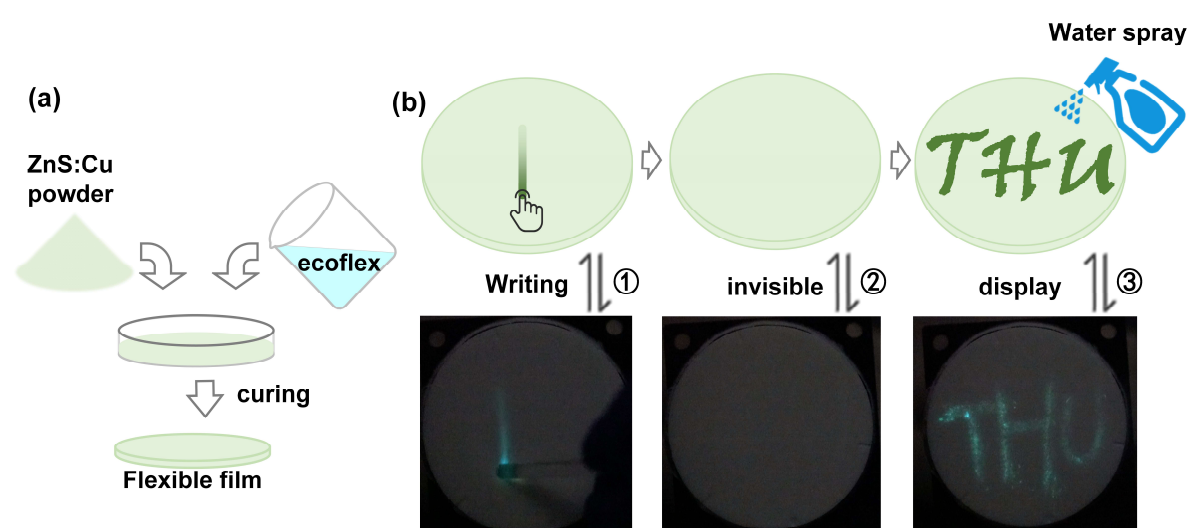 Water spray
(a)
(b)
ZnS:Cu
powder
ecoflex
THU
Writing ①
invisible ②
display ③
curing
Flexible film
THU